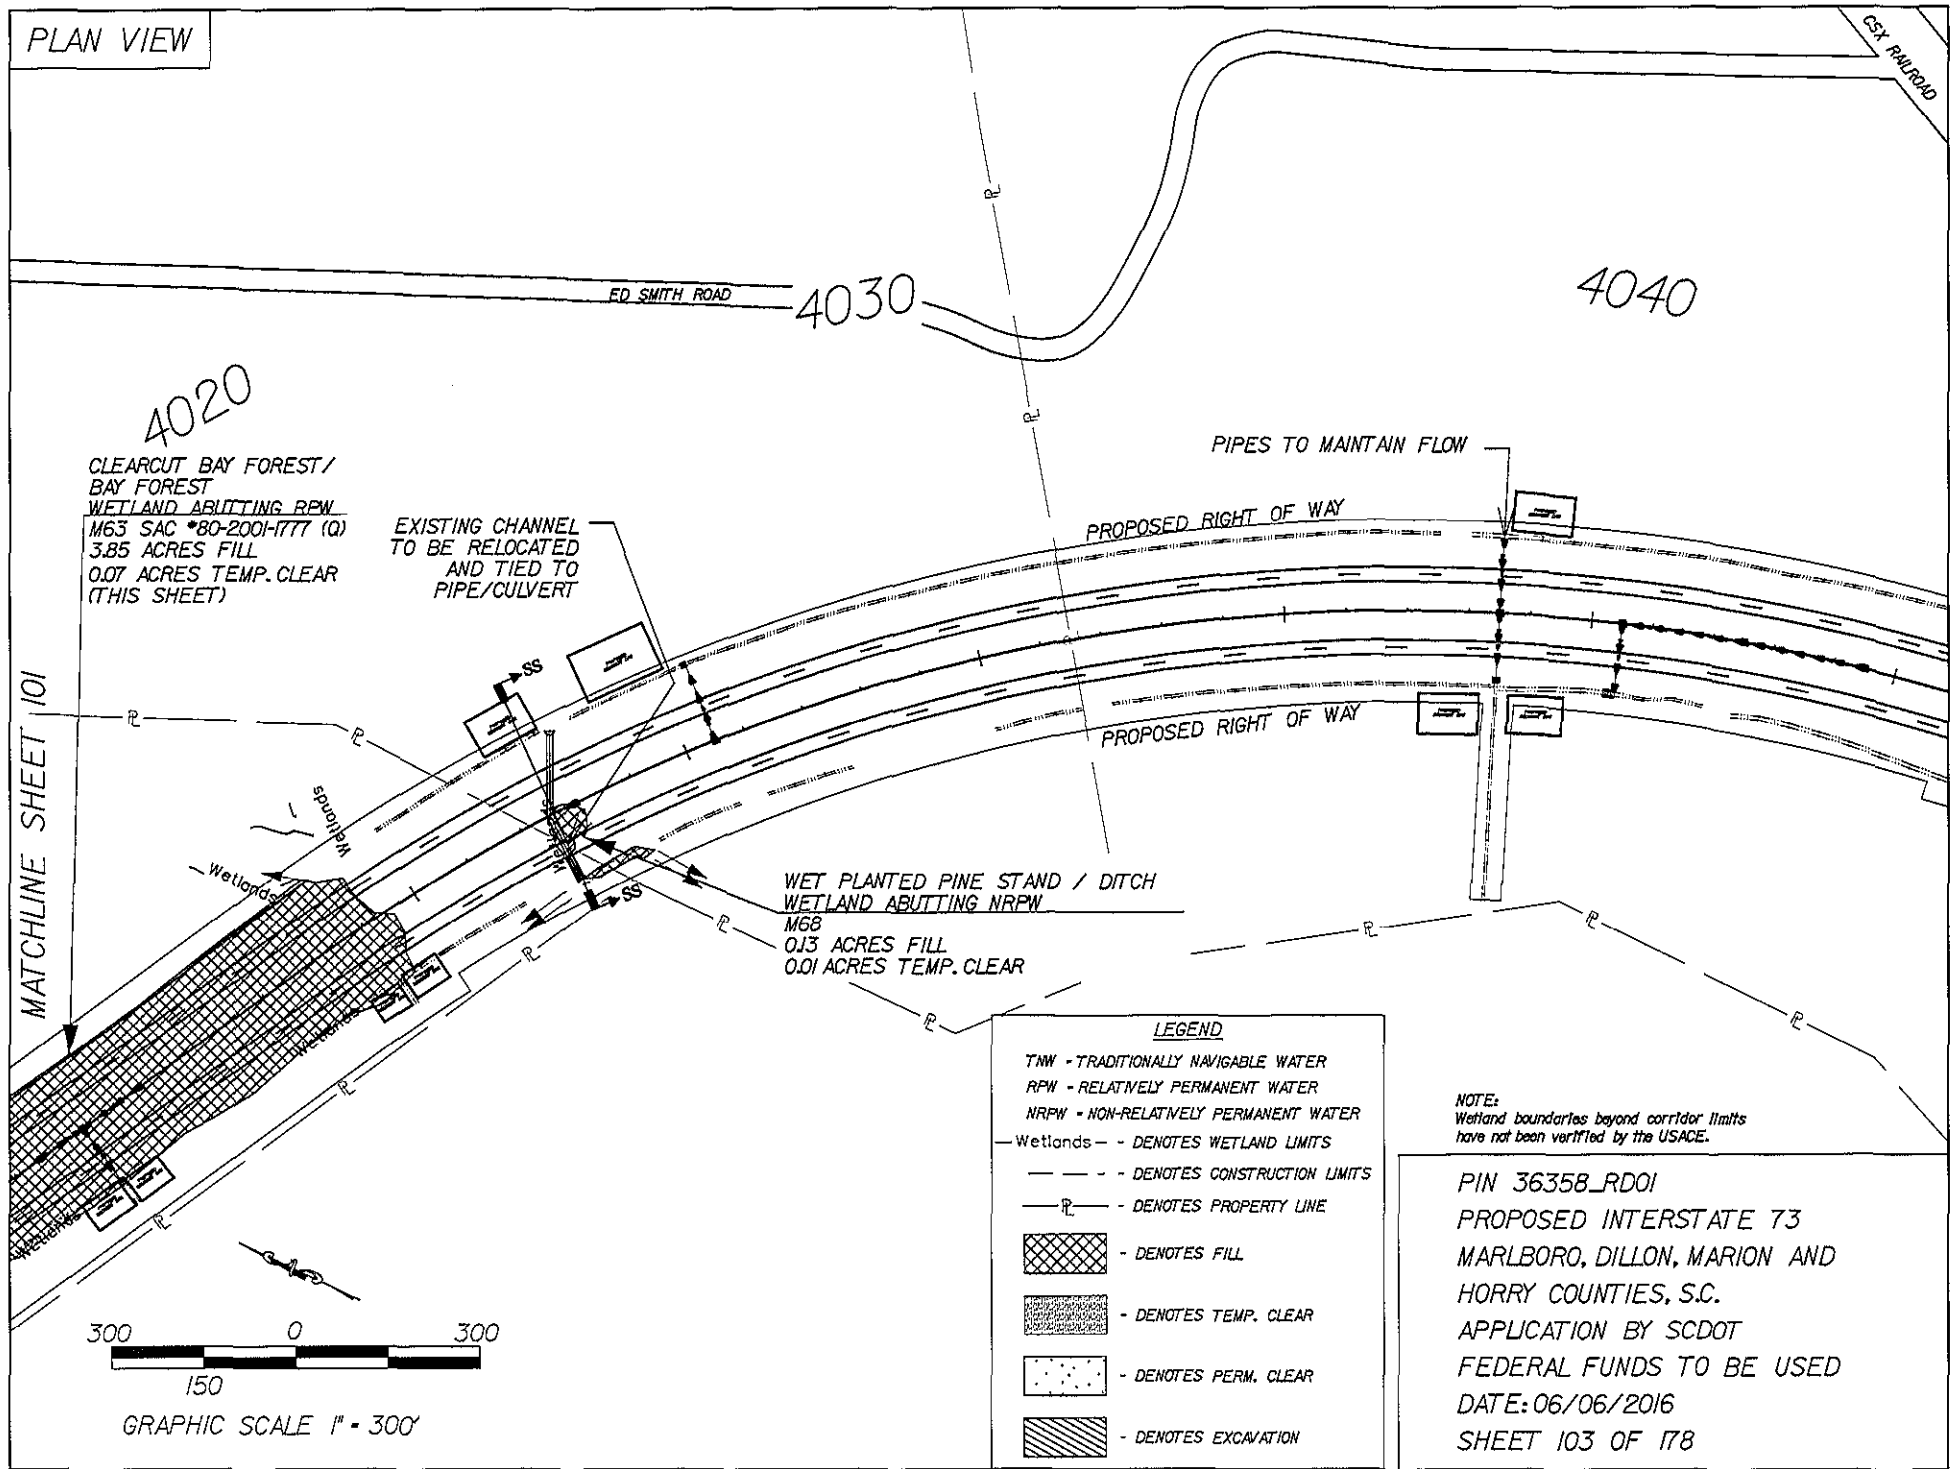 PLAN VIEW
CSX RAILROAD
ED SMITH ROAD
4030
4040
4020
CLEARCUT BAY FOREST/
BAY FOREST
WETLAND ABUTTING RPW
M63 SAC *80-2001-1777 (Q)
3.85 ACRES FILL
0.07 ACRES TEMP. CLEAR
(THIS SHEET)
EXISTING CHANNEL
TO BE RELOCATED
AND TIED TO
PIPE/CULVERT
PIPES TO MAINTAIN FLOW
PROPOSED RIGHT OF WAY
PROPOSED RIGHT OF WAY
SS
SS
MATCHLINE SHEET 101
Wetlands
Wetlands
Wetlands
Wetlands
WET PLANTED PINE STAND / DITCH
WETLAND ABUTTING NRPW
M68
0.13 ACRES FILL
0.01 ACRES TEMP. CLEAR
300 0 300
150
GRAPHIC SCALE 1" = 300'
LEGEND
TNW - TRADITIONALLY NAVIGABLE WATER
RPW - RELATIVELY PERMANENT WATER
NRPW - NON-RELATIVELY PERMANENT WATER
Wetlands - DENOTES WETLAND LIMITS
- DENOTES CONSTRUCTION LIMITS
PL - DENOTES PROPERTY LINE
- DENOTES FILL
- DENOTES TEMP. CLEAR
- DENOTES PERM. CLEAR
- DENOTES EXCAVATION
NOTE:
Wetland boundaries beyond corridor limits
have not been verified by the USACE.
PIN 36358_RD01
PROPOSED INTERSTATE 73
MARLBORO, DILLON, MARION AND
HORRY COUNTIES, S.C.
APPLICATION BY SCDOT
FEDERAL FUNDS TO BE USED
DATE: 06/06/2016
SHEET 103 OF 178